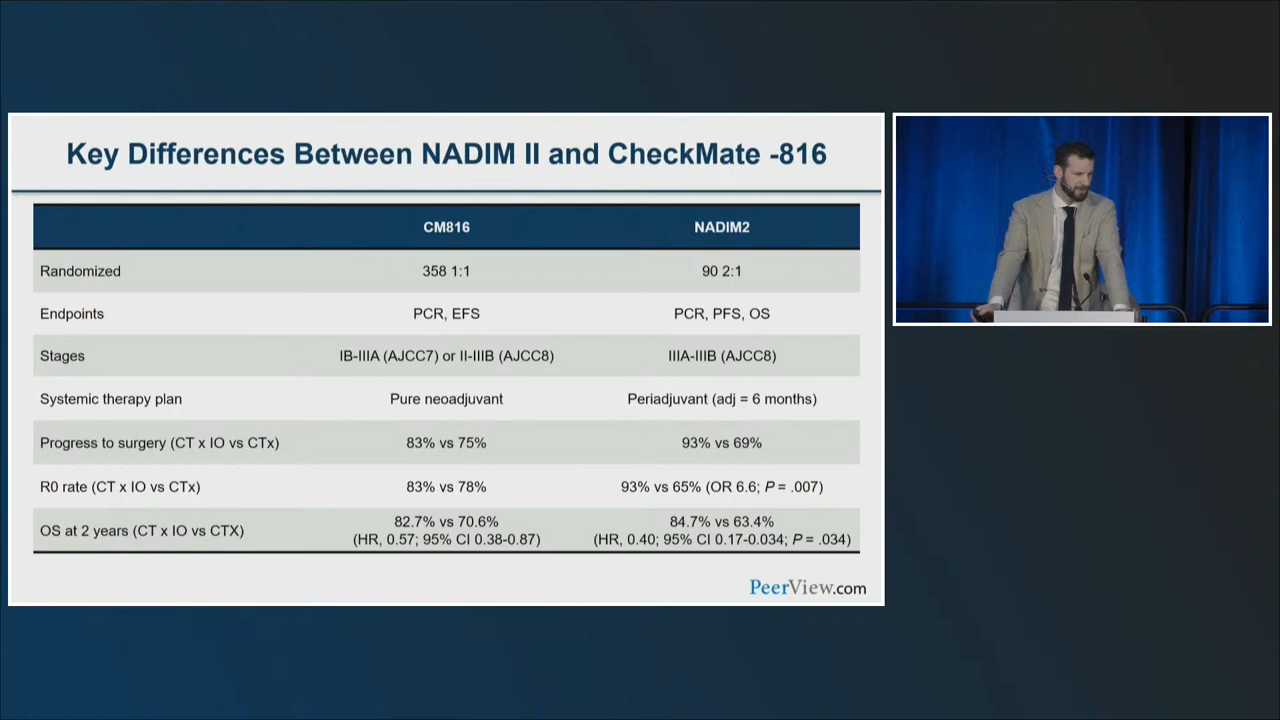 Key Differences Between NADIM II and CheckMate -816
CM816 NADIM2
Randomized 358 1:1 90 2:1
Endpoints PCR, EFS PCR, PFS, OS
Stages IB-IIIA (AJCC7) or II-IIIB (AJCC8) IIIA-IIIB (AJCC8)
Systemic therapy plan Pure neoadjuvant Periadjuvant (adj = 6 months)
Progress to surgery (CT x IO vs CTx) 83% vs 75% 93% vs 69%
R0 rate (CT x IO vs CTx) 83% vs 78% 93% vs 65% (OR 6.6; P = .007)
OS at 2 years (CT x IO vs CTX) 82.7% vs 70.6% 84.7% vs 63.4%
(HR, 0.57; 95% CI 0.38-0.87) (HR, 0.40; 95% CI 0.17-0.034; P = .034)
PeerView.com